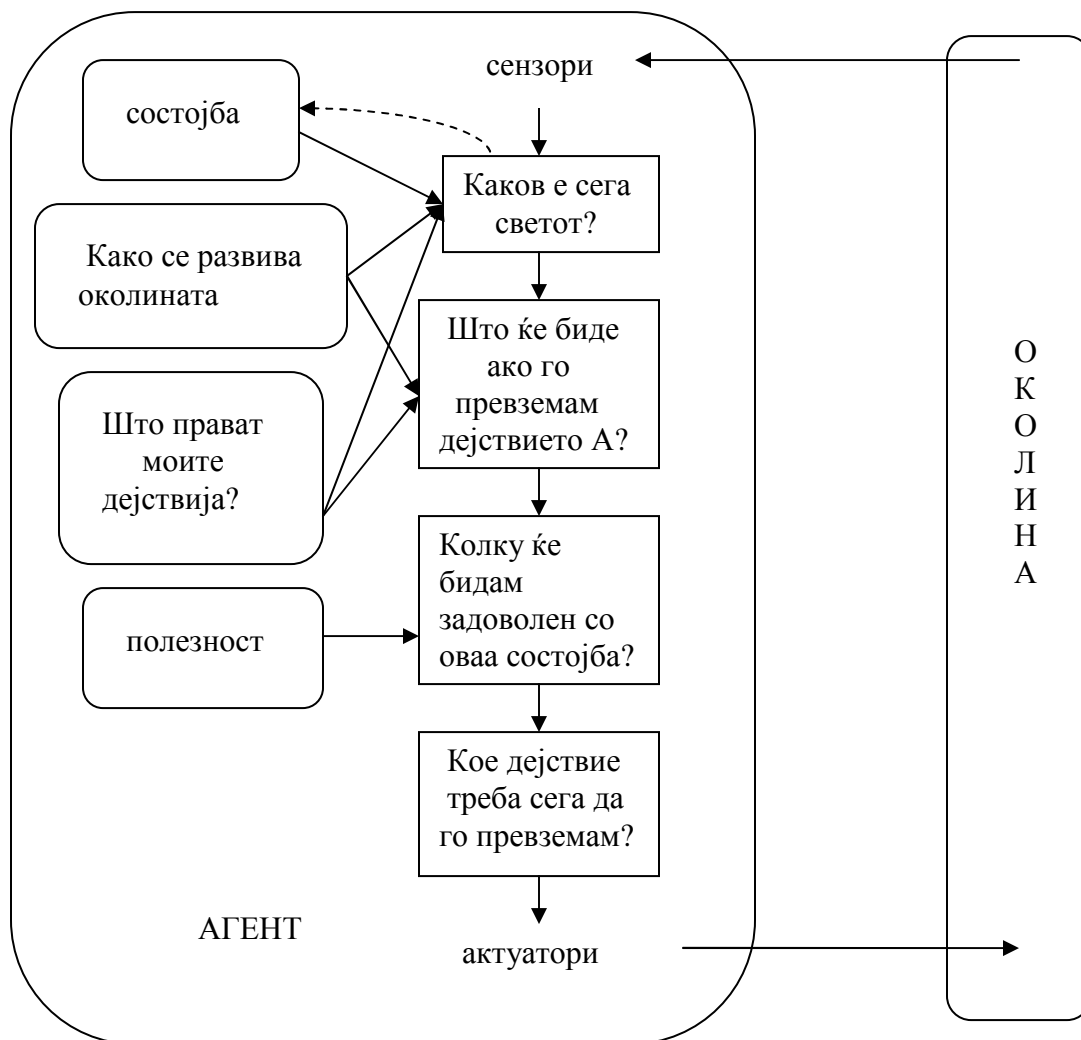 сензори
состојба
Каков е сега
светот?
Како се развива
околината
Што ќе биде
ако го
превземам
дејствието А?
Што прават
моите
дејствија?
Колку ќе
бидам
задоволен со
оваа состојба?
полезност
Кое дејствие
треба сега да
го превземам?
АГЕНТ
актуатори
О
К
О
Л
И
Н
А